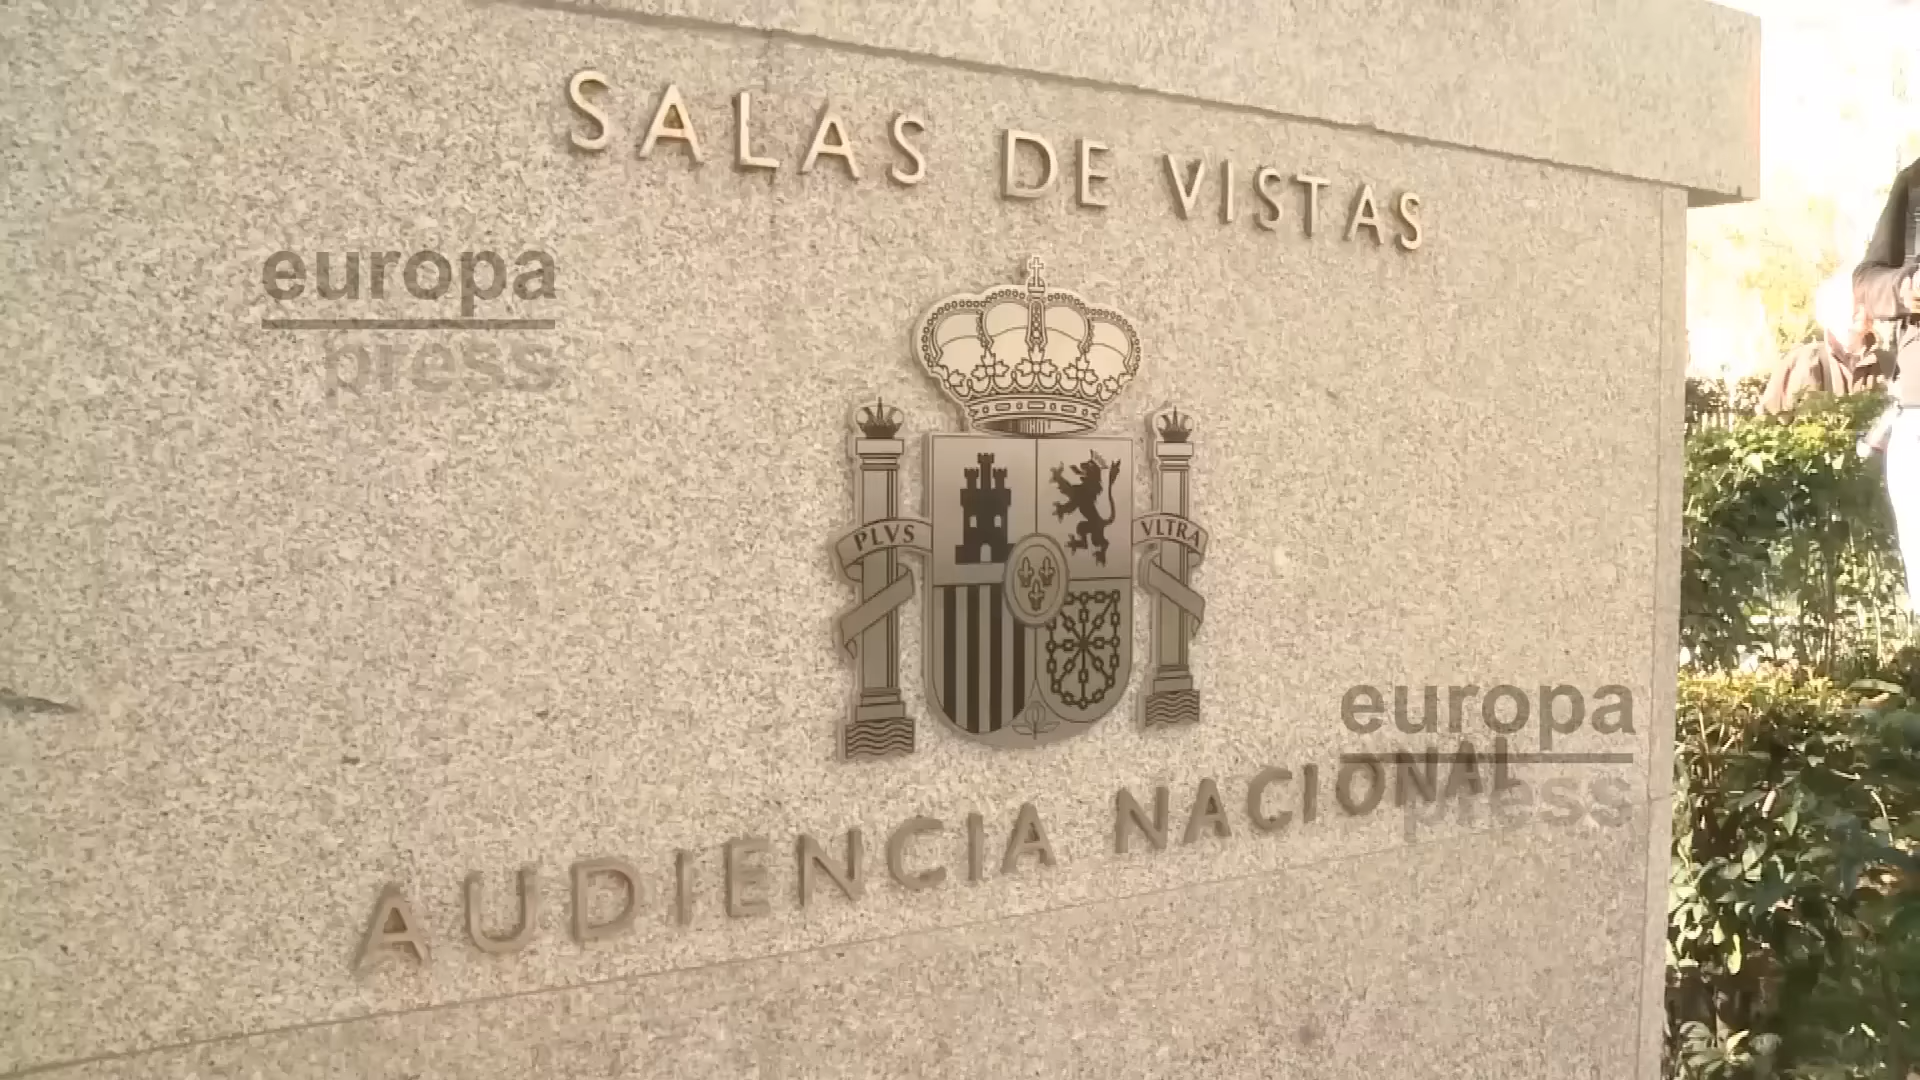 SALAS DE VISTAS
europa
press
PLVS
VLTRA
europa
press
AUDIENCIA NACIONAL